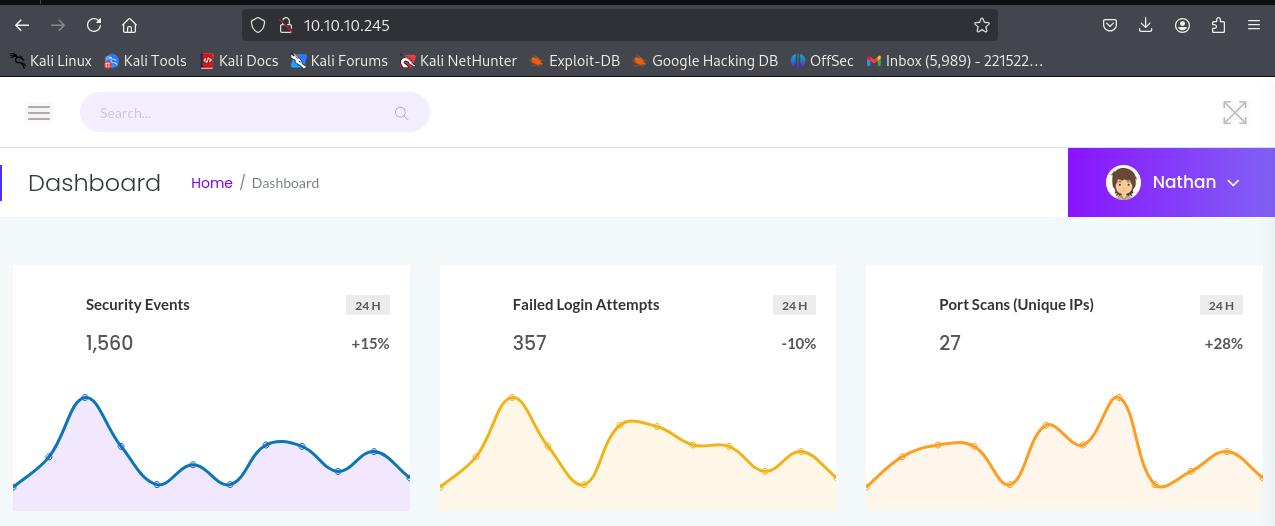 10.10.10.245
Kali Linux Kali Tools Kali Docs Kali Forums Kali NetHunter Exploit-DB Google Hacking DB OffSec Inbox (5,989) - 221522…
Search...
Dashboard Home / Dashboard Nathan
Security Events 24 H
1,560 +15%
Failed Login Attempts 24 H
357 -10%
Port Scans (Unique IPs) 24 H
27 +28%